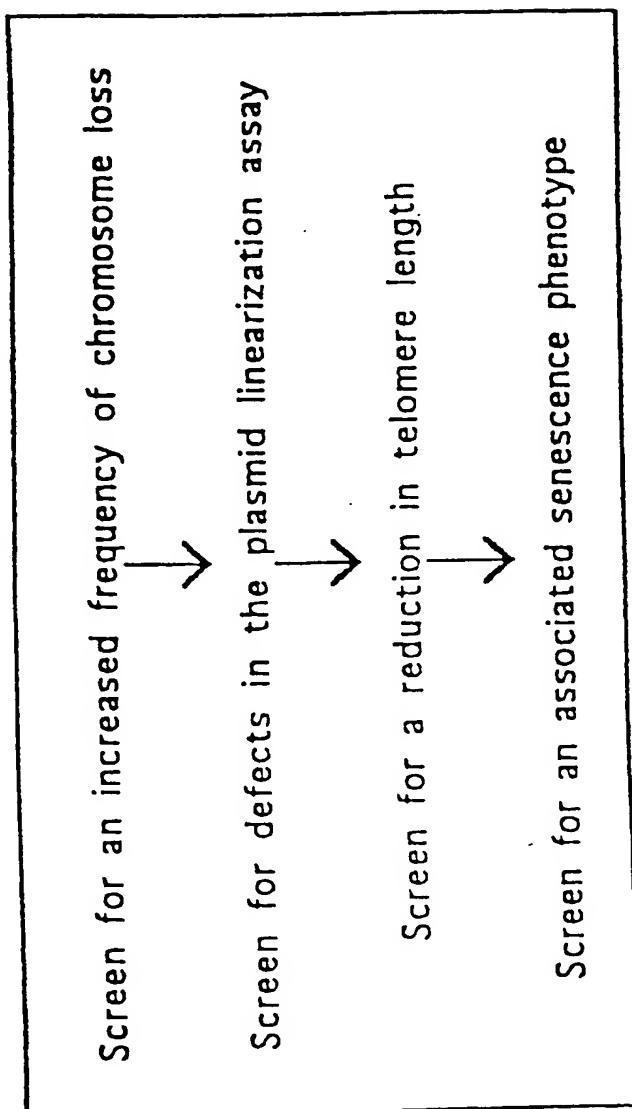 Screen for an increased frequency of chromosome loss
Screen for defects in the plasmid linearization assay
Screen for a reduction in telomere length
Screen for an associated senescence phenotype